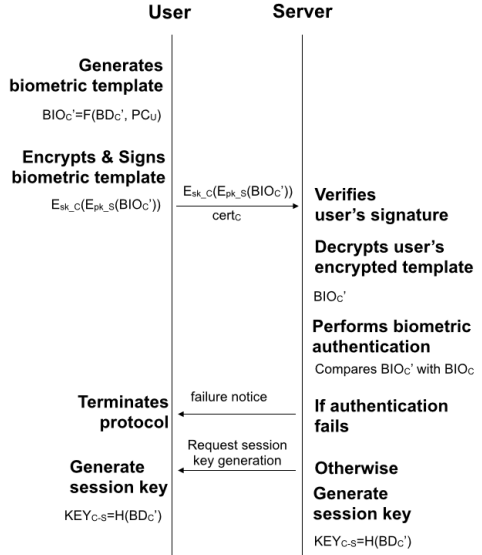 User
Server
Generates
biometric template
BIOc'=F(BDc', PCU)
Encrypts & Signs
biometric template
Esk_C(Epk_S(BIOc'))
Esk_C(Epk_S(BIOc'))
certC
Verifies
user's signature
Decrypts user's
encrypted template
BIOc'
Performs biometric
authentication
Compares BIOc' with BIOc
failure notice
Terminates
protocol
If authentication
fails
Request session
key generation
Generate
session key
Otherwise
Generate
session key
KEYC-S=H(BDc')
KEYC-S=H(BDc')